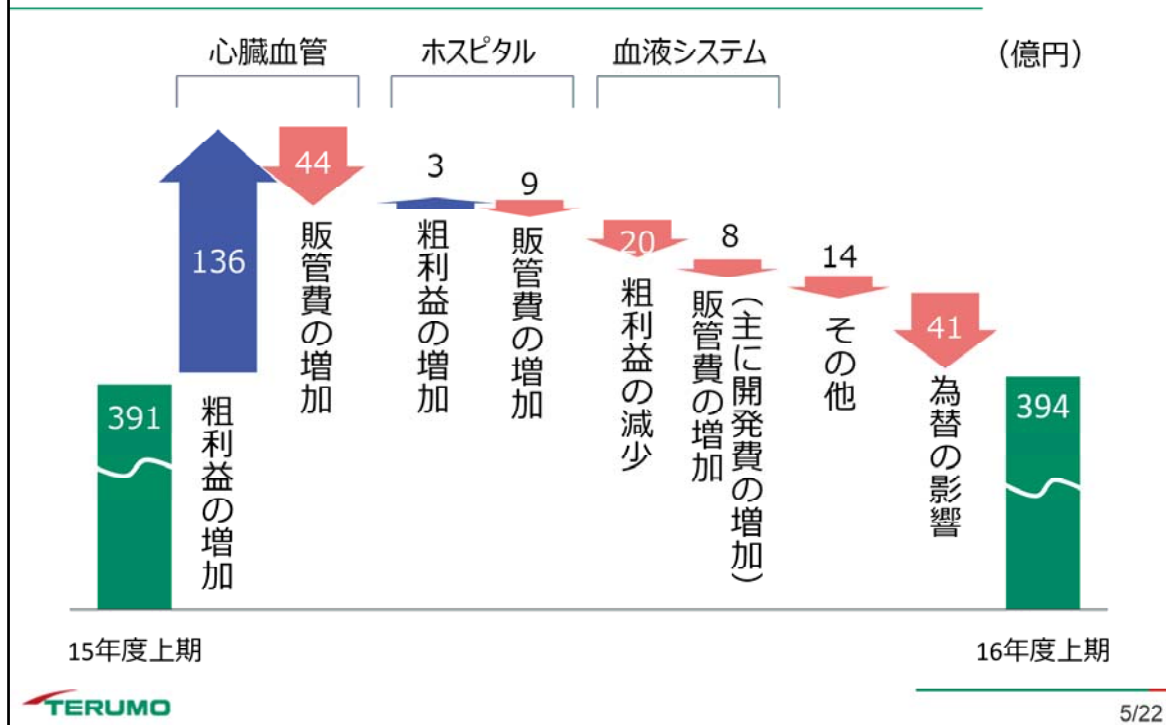 心臓血管
ホスピタル
血液システム
(億円)
391
136
粗利益の増加
44
販管費の増加
3
粗利益の増加
9
販管費の増加
20
粗利益の減少
8
販管費の増加
(主に開発費の増加)
14
その他
41
為替の影響
394
15年度上期
16年度上期
TERUMO
5/22